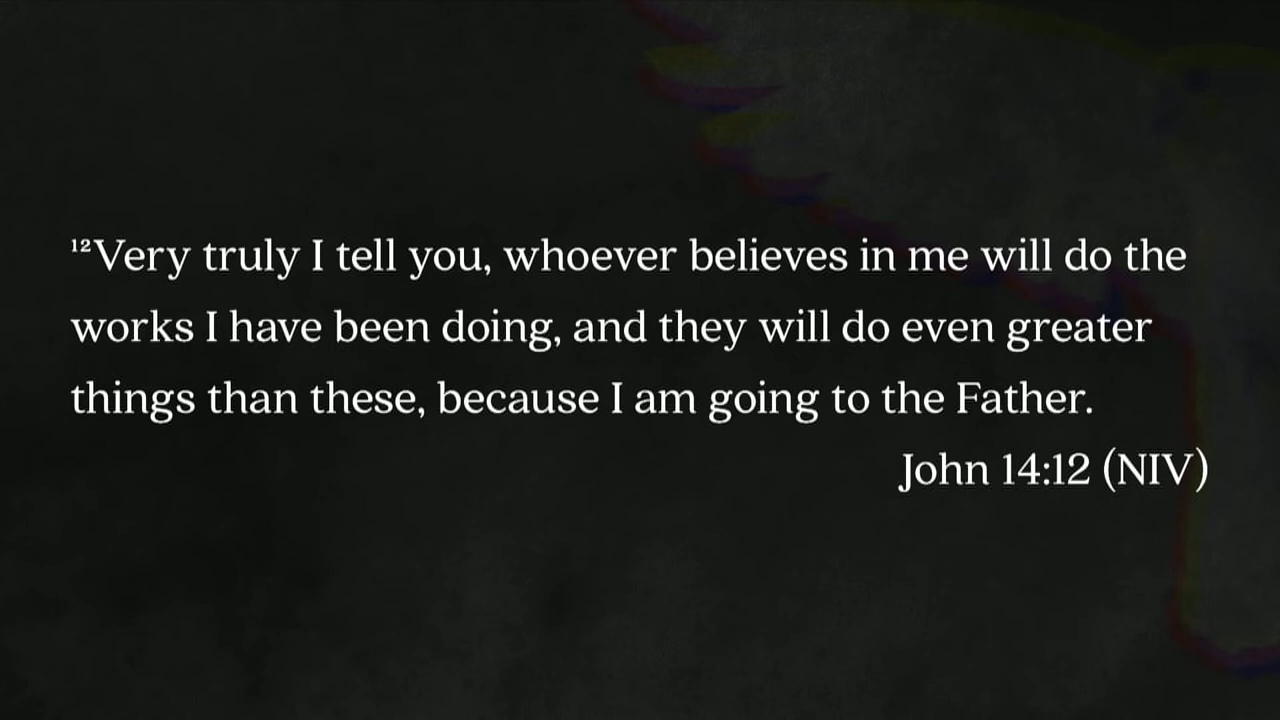 ¹²Very truly I tell you, whoever believes in me will do the
works I have been doing, and they will do even greater
things than these, because I am going to the Father.
John 14:12 (NIV)